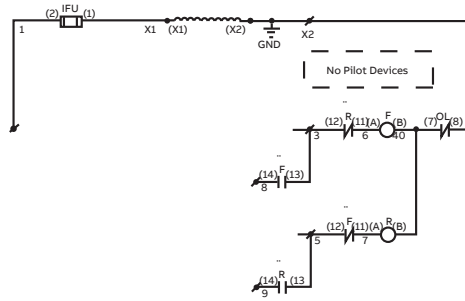 IFU
(2) (1)
1 X1 (X1) (X2) X2
GND
No Pilot Devices
R F OL
(12) (11) (A) (B) (7) (8)
3 6 40
F
(14) (13)
8
F R
(12) (11) (A) (B)
5 7
R
(14) (13
9